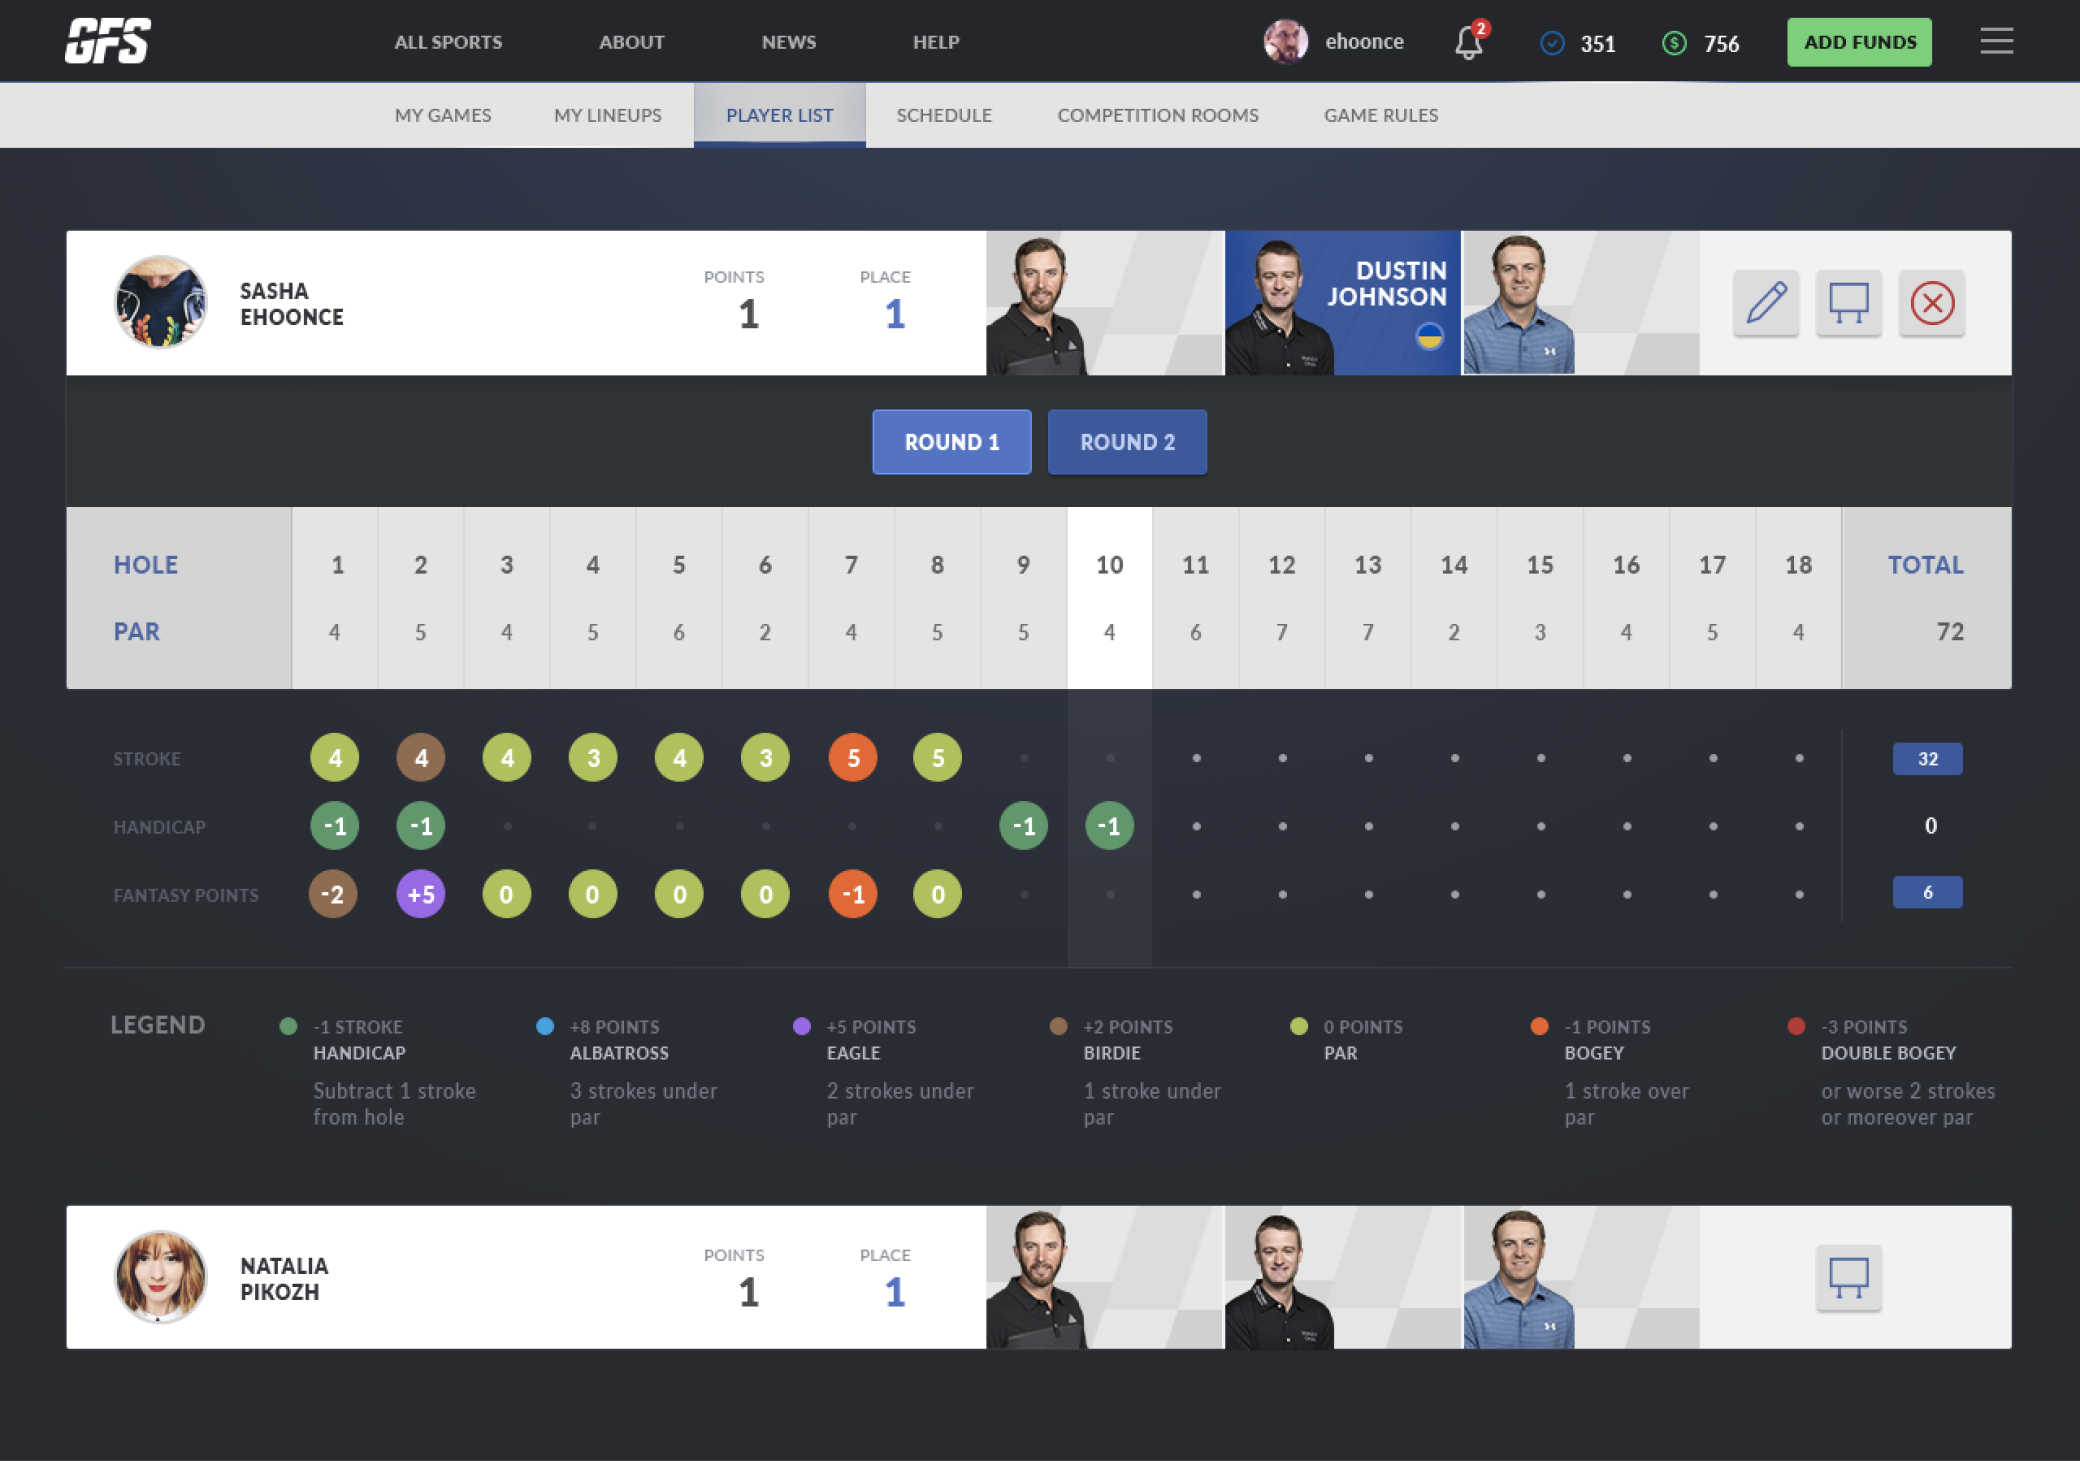 GFS
ALL SPORTS ABOUT NEWS HELP ehoonce 2 351 $ 756 ADD FUNDS
MY GAMES MY LINEUPS PLAYER LIST SCHEDULE COMPETITION ROOMS GAME RULES
SASHA
EHOONCE
POINTS PLACE
1 1
DUSTIN
JOHNSON
ROUND 1 ROUND 2
HOLE 1 2 3 4 5 6 7 8 9 10 11 12 13 14 15 16 17 18 TOTAL
PAR 4 5 4 5 6 2 4 5 5 4 6 7 7 2 3 4 5 4 72
STROKE 4 4 4 3 4 3 5 5 32
HANDICAP -1 -1 -1 -1 0
FANTASY POINTS -2 +5 0 0 0 0 -1 0 6
LEGEND
-1 STROKE
HANDICAP
Subtract 1 stroke
from hole
+8 POINTS
ALBATROSS
3 strokes under
par
+5 POINTS
EAGLE
2 strokes under
par
+2 POINTS
BIRDIE
1 stroke under
par
0 POINTS
PAR
-1 POINTS
BOGEY
1 stroke over
par
-3 POINTS
DOUBLE BOGEY
or worse 2 strokes
or moreover par
NATALIA
PIKOZH
POINTS PLACE
1 1